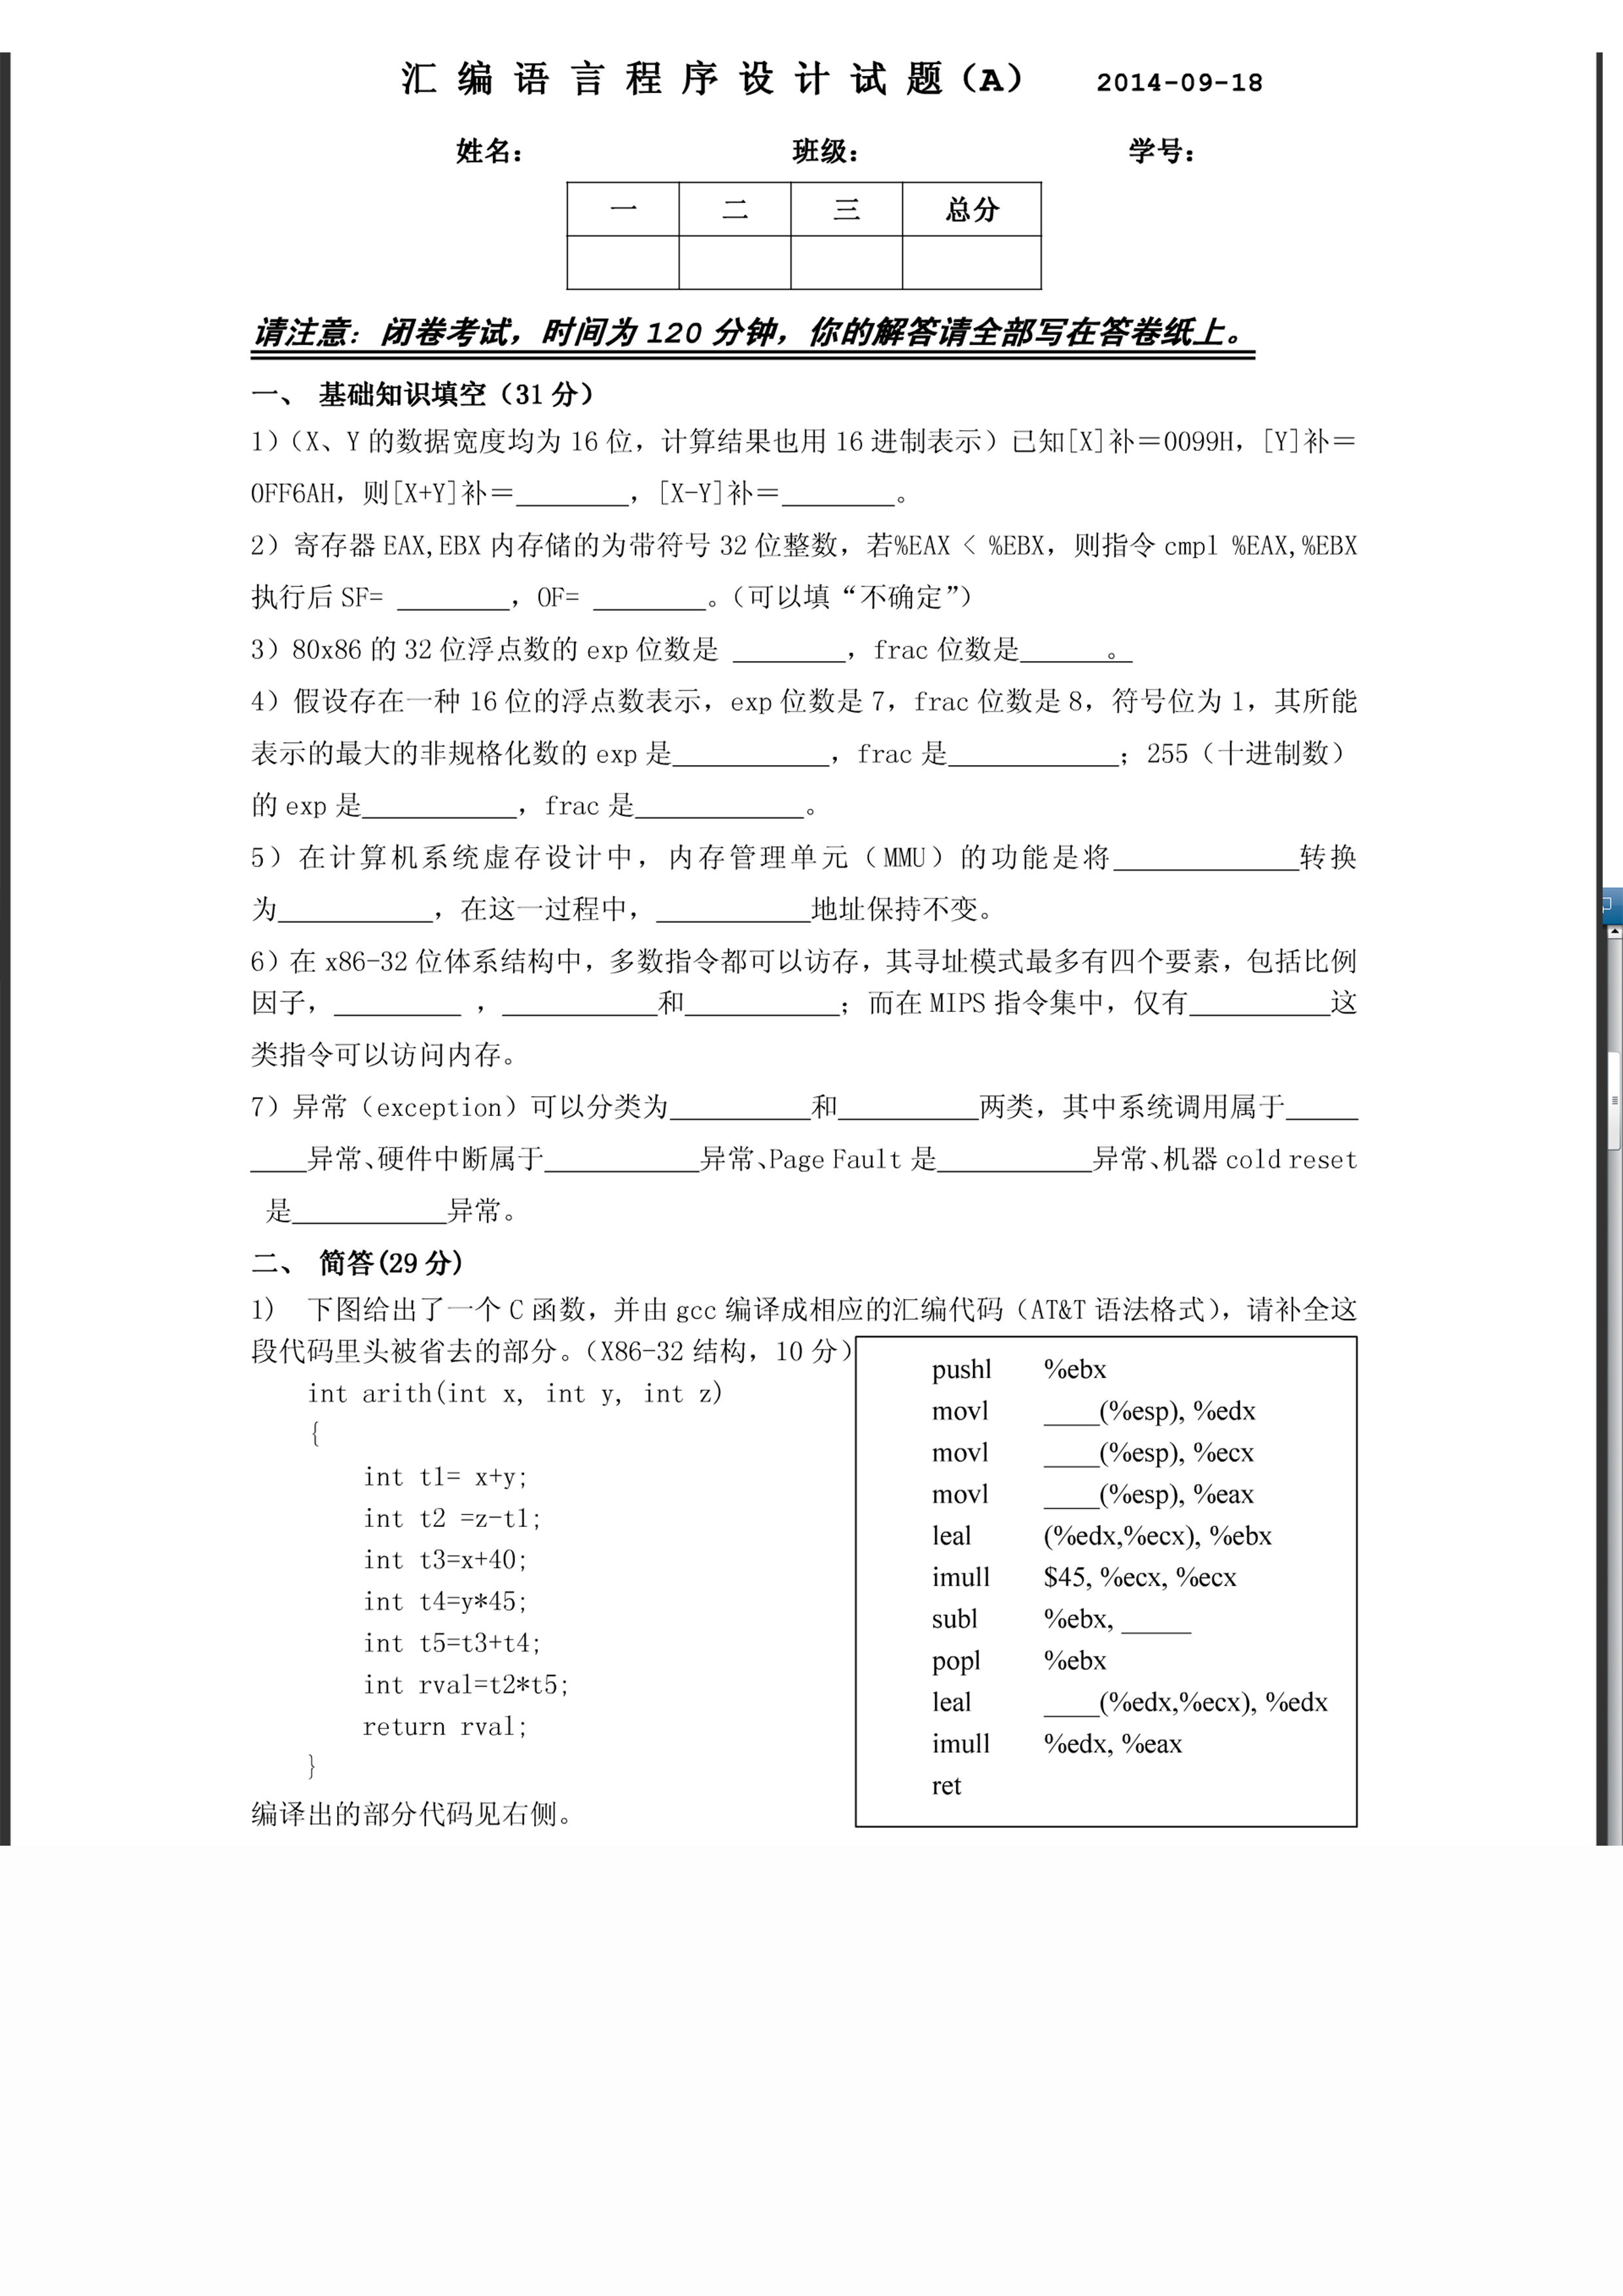 汇 编 语 言 程 序 设 计 试 题（A） 2014-09-18
姓名： 班级： 学号：
一 二 三 总分
请注意：闭卷考试，时间为 120 分钟，你的解答请全部写在答卷纸上。
一、 基础知识填空（31 分）
1）（X、Y 的数据宽度均为 16 位，计算结果也用 16 进制表示）已知[X]补＝0099H，[Y]补＝
0FF6AH，则[X+Y]补＝________，[X-Y]补＝________。
2）寄存器 EAX,EBX 内存储的为带符号 32 位整数，若%EAX < %EBX，则指令 cmpl %EAX,%EBX
执行后 SF= ________，OF= ________。（可以填“不确定”）
3）80x86 的 32 位浮点数的 exp 位数是 ________，frac 位数是______。
4）假设存在一种 16 位的浮点数表示，exp 位数是 7，frac 位数是 8，符号位为 1，其所能
表示的最大的非规格化数的 exp 是___________，frac 是____________；255（十进制数）
的 exp 是___________，frac 是____________。
5）在计算机系统虚存设计中，内存管理单元（MMU）的功能是将_____________转换
为___________，在这一过程中，___________地址保持不变。
6）在 x86-32 位体系结构中，多数指令都可以访存，其寻址模式最多有四个要素，包括比例
因子，_________ ，___________和___________；而在 MIPS 指令集中，仅有__________这
类指令可以访问内存。
7）异常（exception）可以分类为__________和__________两类，其中系统调用属于_____
____异常、硬件中断属于___________异常、Page Fault 是___________异常、机器 cold reset
是___________异常。
二、 简答(29 分)
1) 下图给出了一个 C 函数，并由 gcc 编译成相应的汇编代码（AT&T 语法格式），请补全这
段代码里头被省去的部分。（X86-32 结构，10 分）
int arith(int x, int y, int z)
{
int t1= x+y;
int t2 =z-t1;
int t3=x+40;
int t4=y*45;
int t5=t3+t4;
int rval=t2*t5;
return rval;
}
编译出的部分代码见右侧。
pushl %ebx
movl ____(%esp), %edx
movl ____(%esp), %ecx
movl ____(%esp), %eax
leal (%edx,%ecx), %ebx
imull $45, %ecx, %ecx
subl %ebx, _____
popl %ebx
leal ____(%edx,%ecx), %edx
imull %edx, %eax
ret